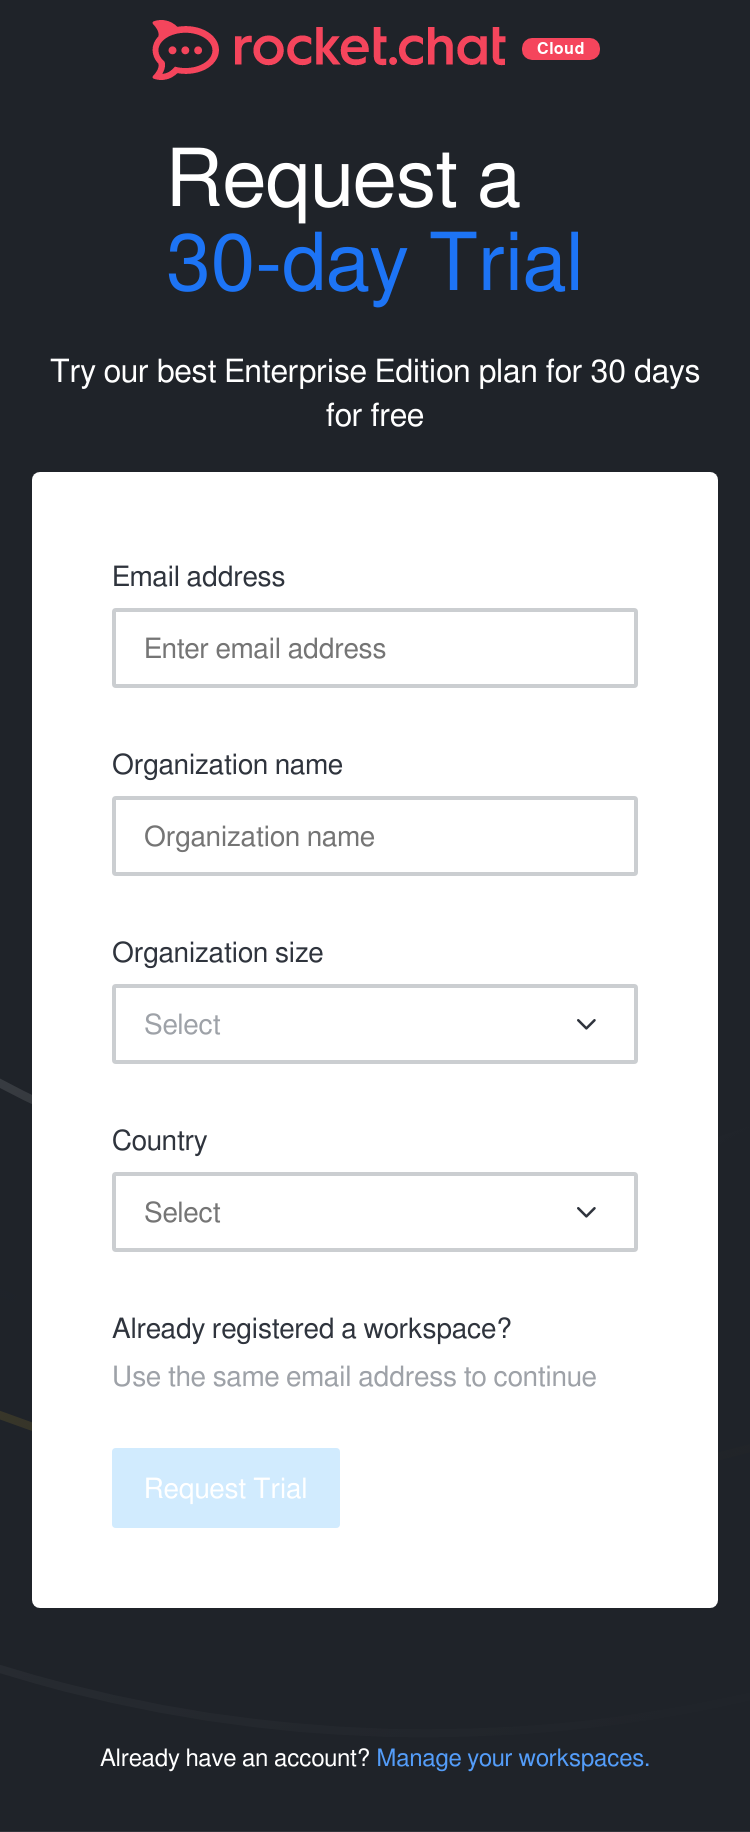 rocket.chat Cloud
Request a
30-day Trial
Try our best Enterprise Edition plan for 30 days
for free
Email address
Enter email address
Organization name
Organization name
Organization size
Select
Country
Select
Already registered a workspace?
Use the same email address to continue
Request Trial
Already have an account? Manage your workspaces.